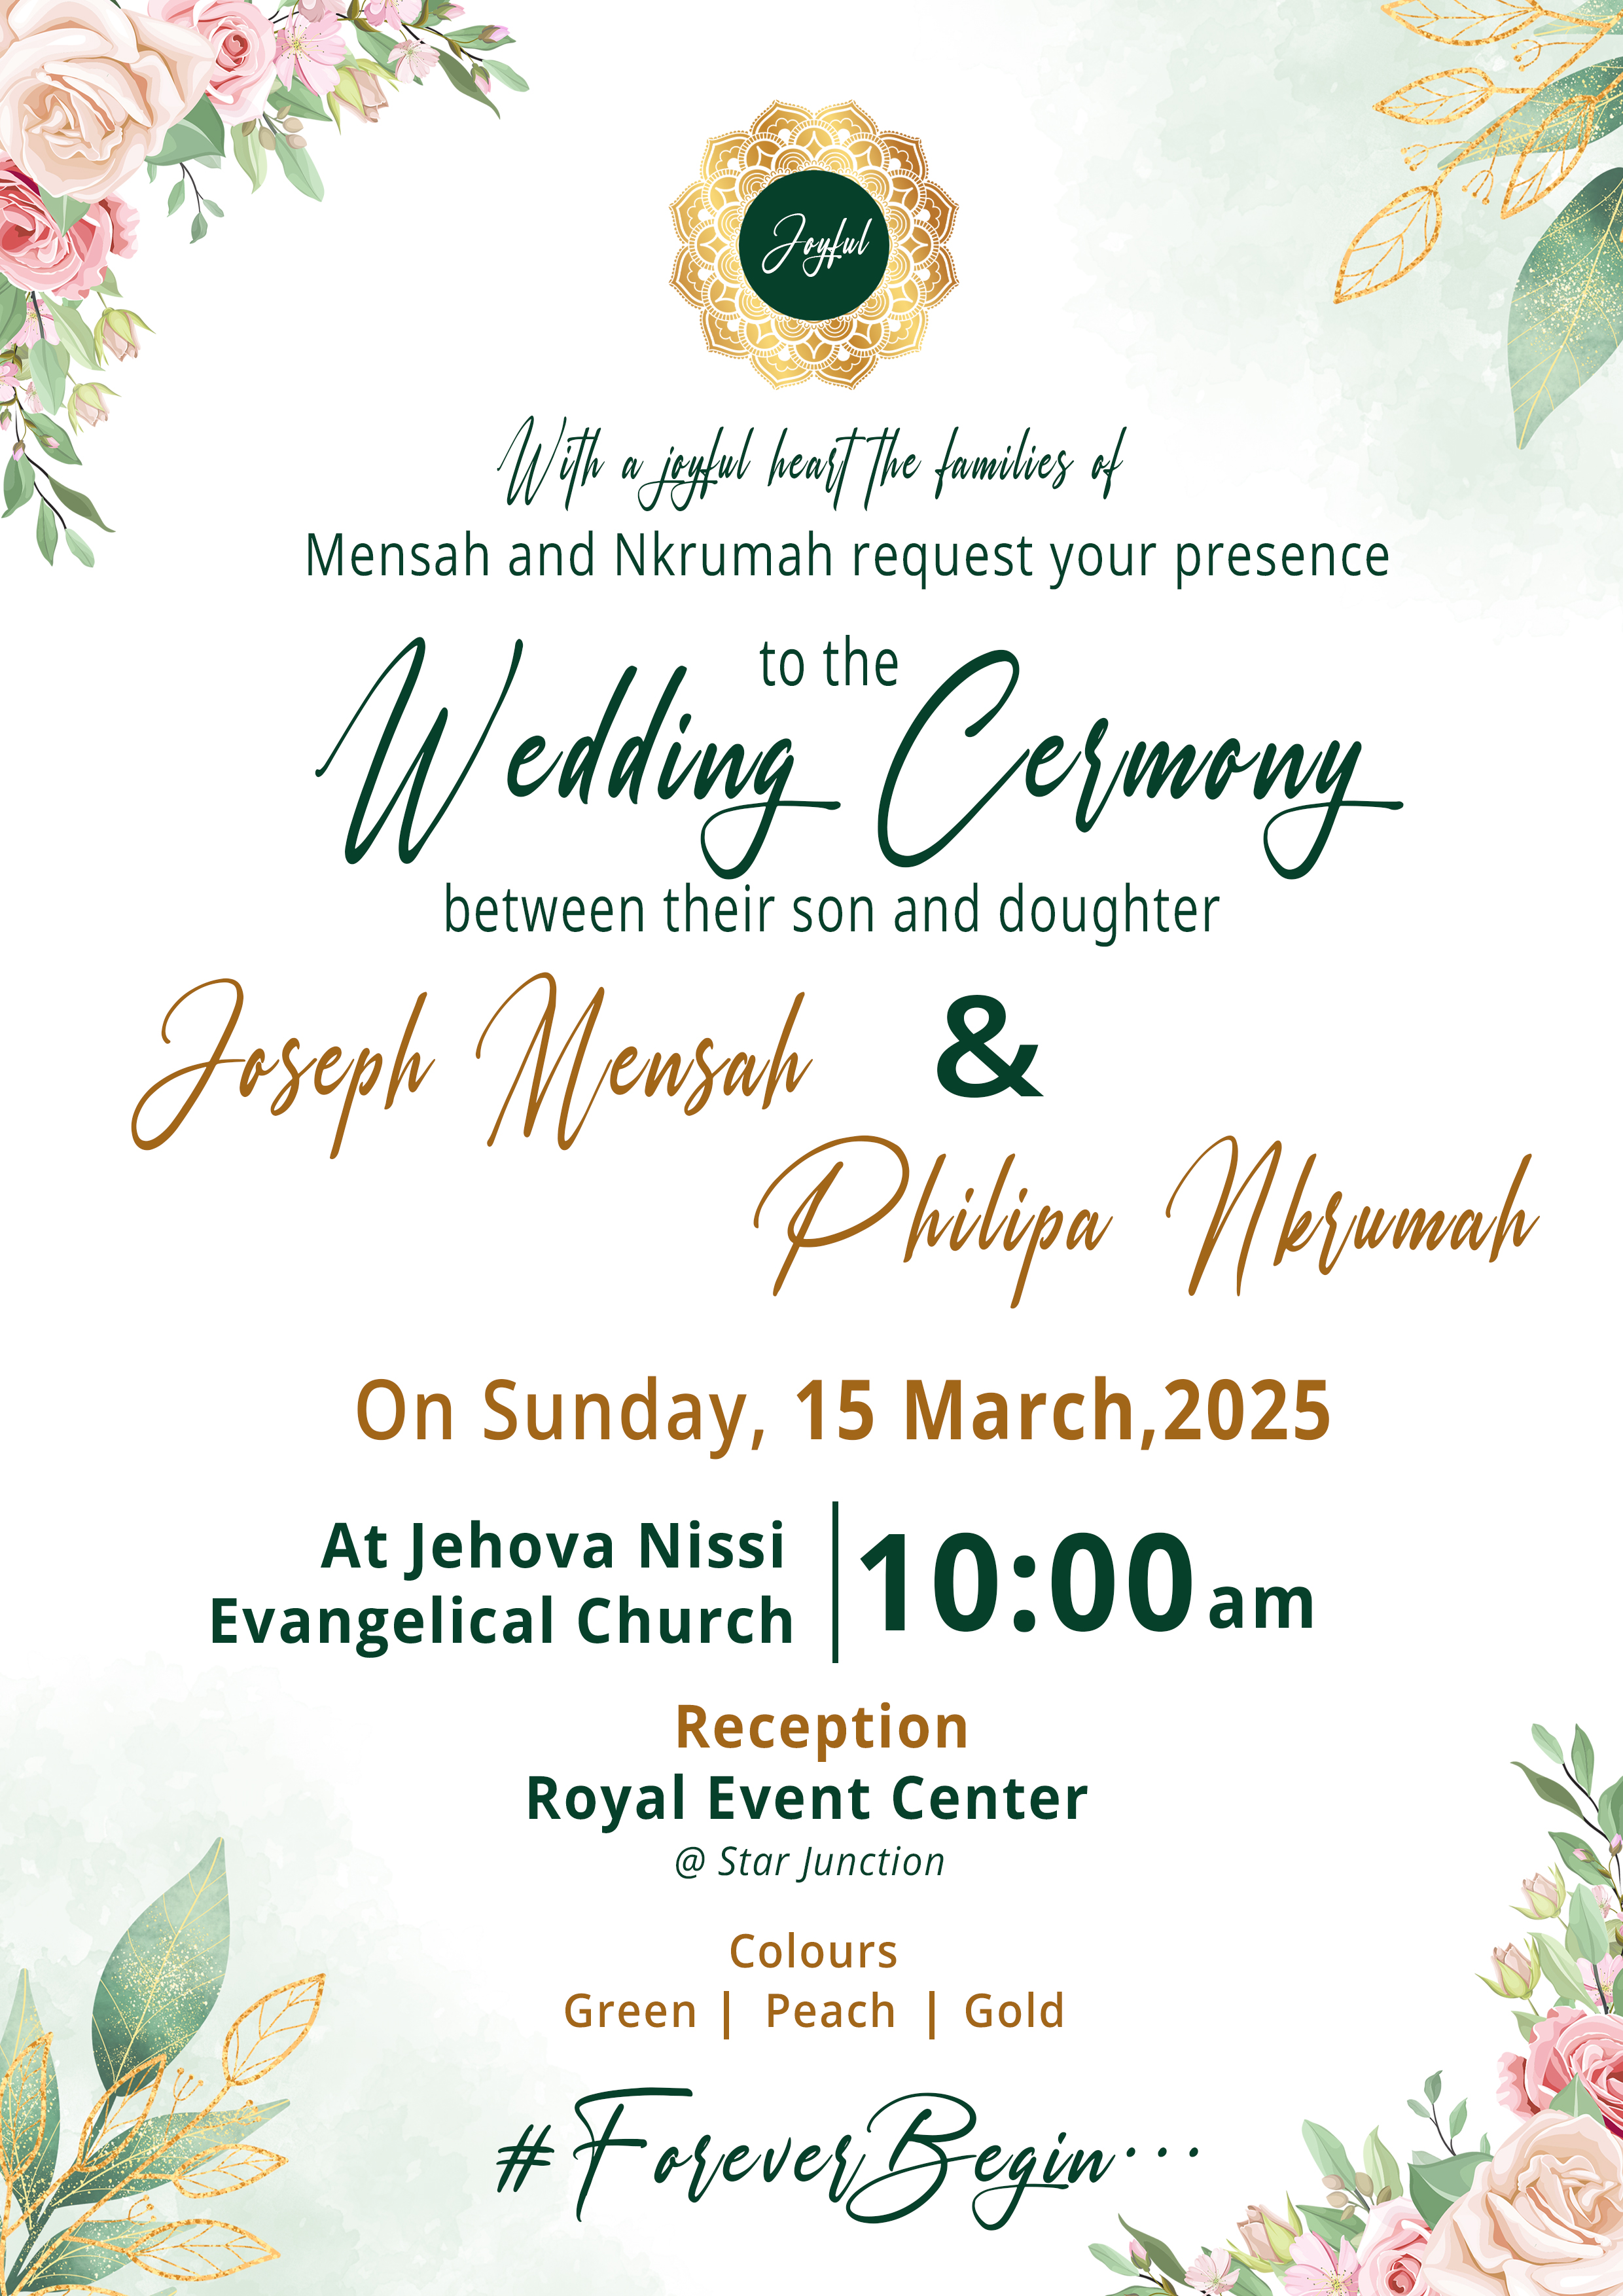 Joyful
With a joyful heart the families of
Mensah and Nkrumah request your presence
to the
Wedding Cermony
between their son and doughter
Joseph Mensah &
Philipa Nkrumah
On Sunday, 15 March,2025
At Jehova Nissi
Evangelical Church
10:00 am
Reception
Royal Event Center
@ Star Junction
Colours
Green | Peach | Gold
#ForeverBegin...